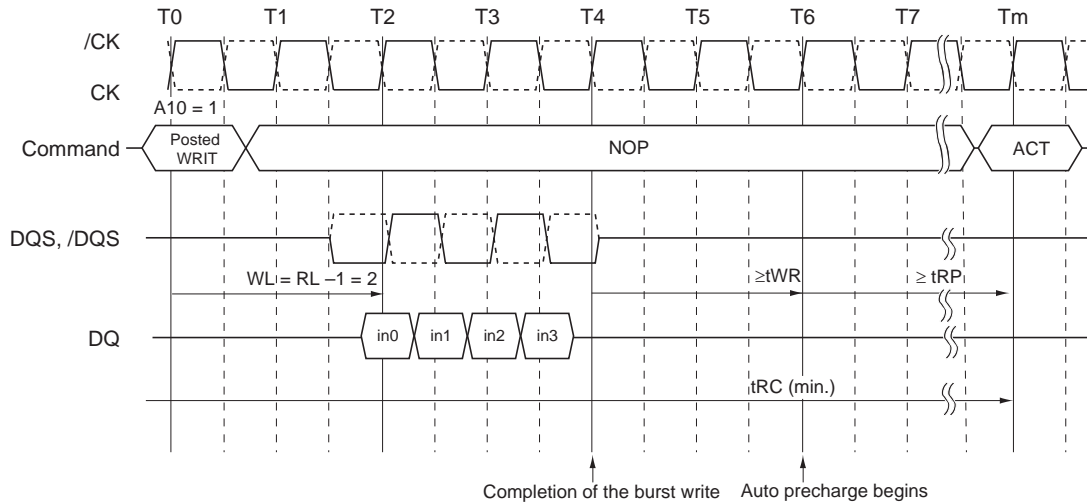 T0 T1 T2 T3 T4 T5 T6 T7 Tm
/CK
CK
A10 = 1
Command
Posted
WRIT
NOP
ACT
DQS, /DQS
WL = RL –1 = 2
≥tWR
≥ tRP
DQ
in0 in1 in2 in3
tRC (min.)
Completion of the burst write
Auto precharge begins